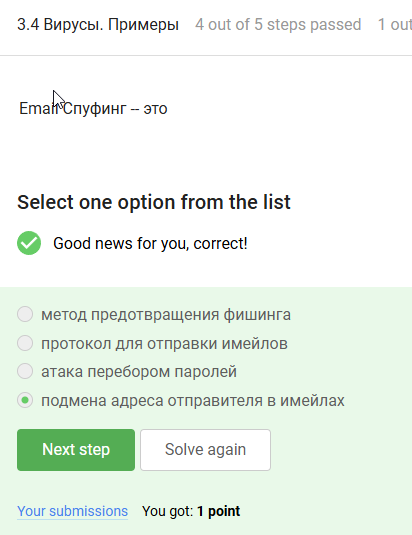 3.4 Вирусы. Примеры 4 out of 5 steps passed 1 out
Email Спуфинг -- это
Select one option from the list
Good news for you, correct!
метод предотвращения фишинга
протокол для отправки имейлов
атака перебором паролей
подмена адреса отправителя в имейлах
Next step Solve again
Your submissions You got: 1 point